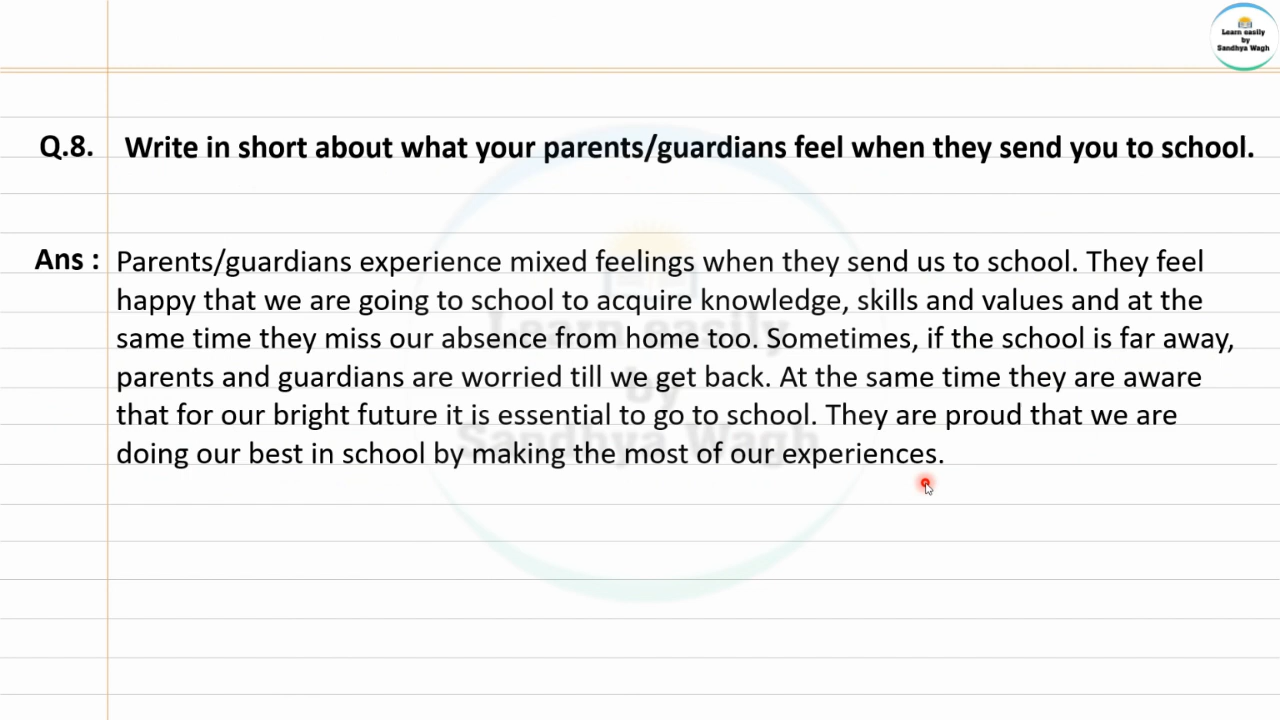 Learn easily
by
Sandhya Wagh
Q.8. Write in short about what your parents/guardians feel when they send you to school.
Ans : Parents/guardians experience mixed feelings when they send us to school. They feel
happy that we are going to school to acquire knowledge, skills and values and at the
same time they miss our absence from home too. Sometimes, if the school is far away,
parents and guardians are worried till we get back. At the same time they are aware
that for our bright future it is essential to go to school. They are proud that we are
doing our best in school by making the most of our experiences.
Learn easily
by
Sandhya Wagh